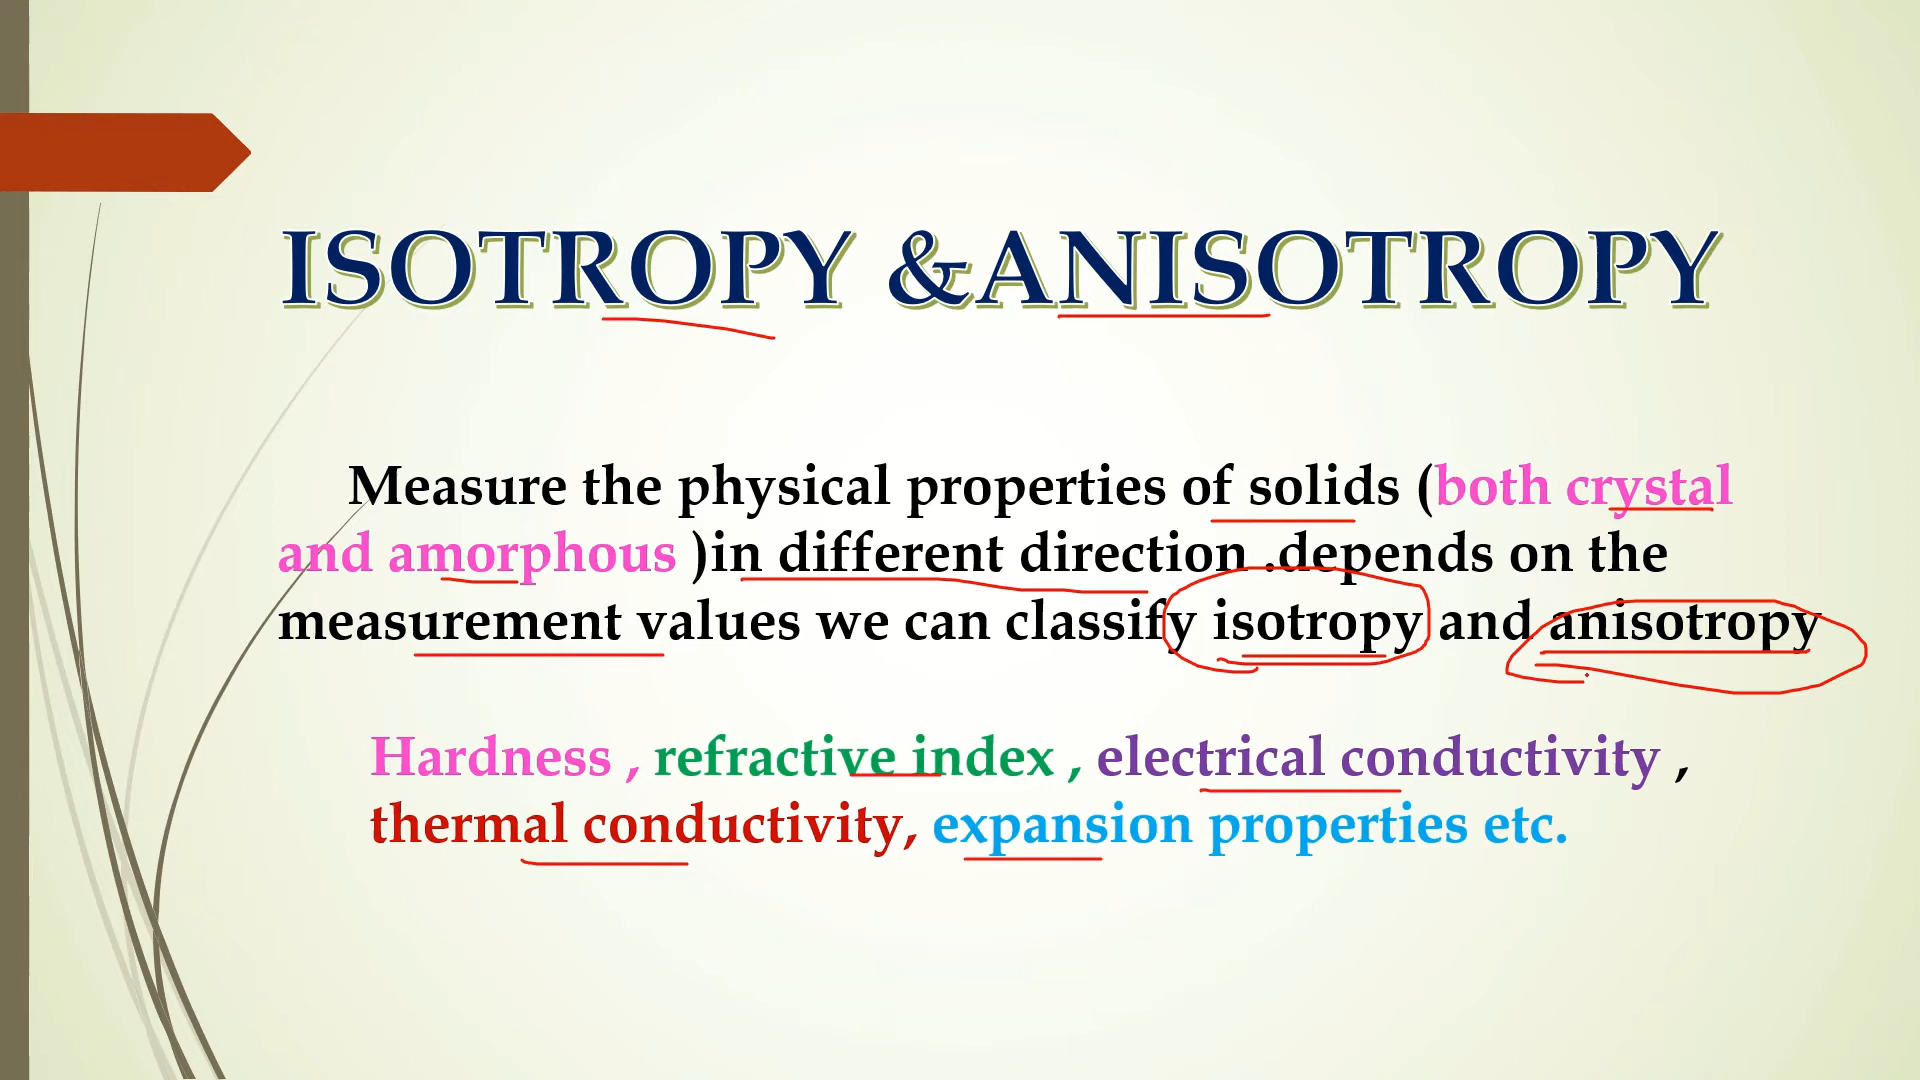 ISOTROPY &ANISOTROPY
Measure the physical properties of solids (both crystal
and amorphous )in different direction .depends on the
measurement values we can classify isotropy and anisotropy
Hardness , refractive index , electrical conductivity ,
thermal conductivity, expansion properties etc.